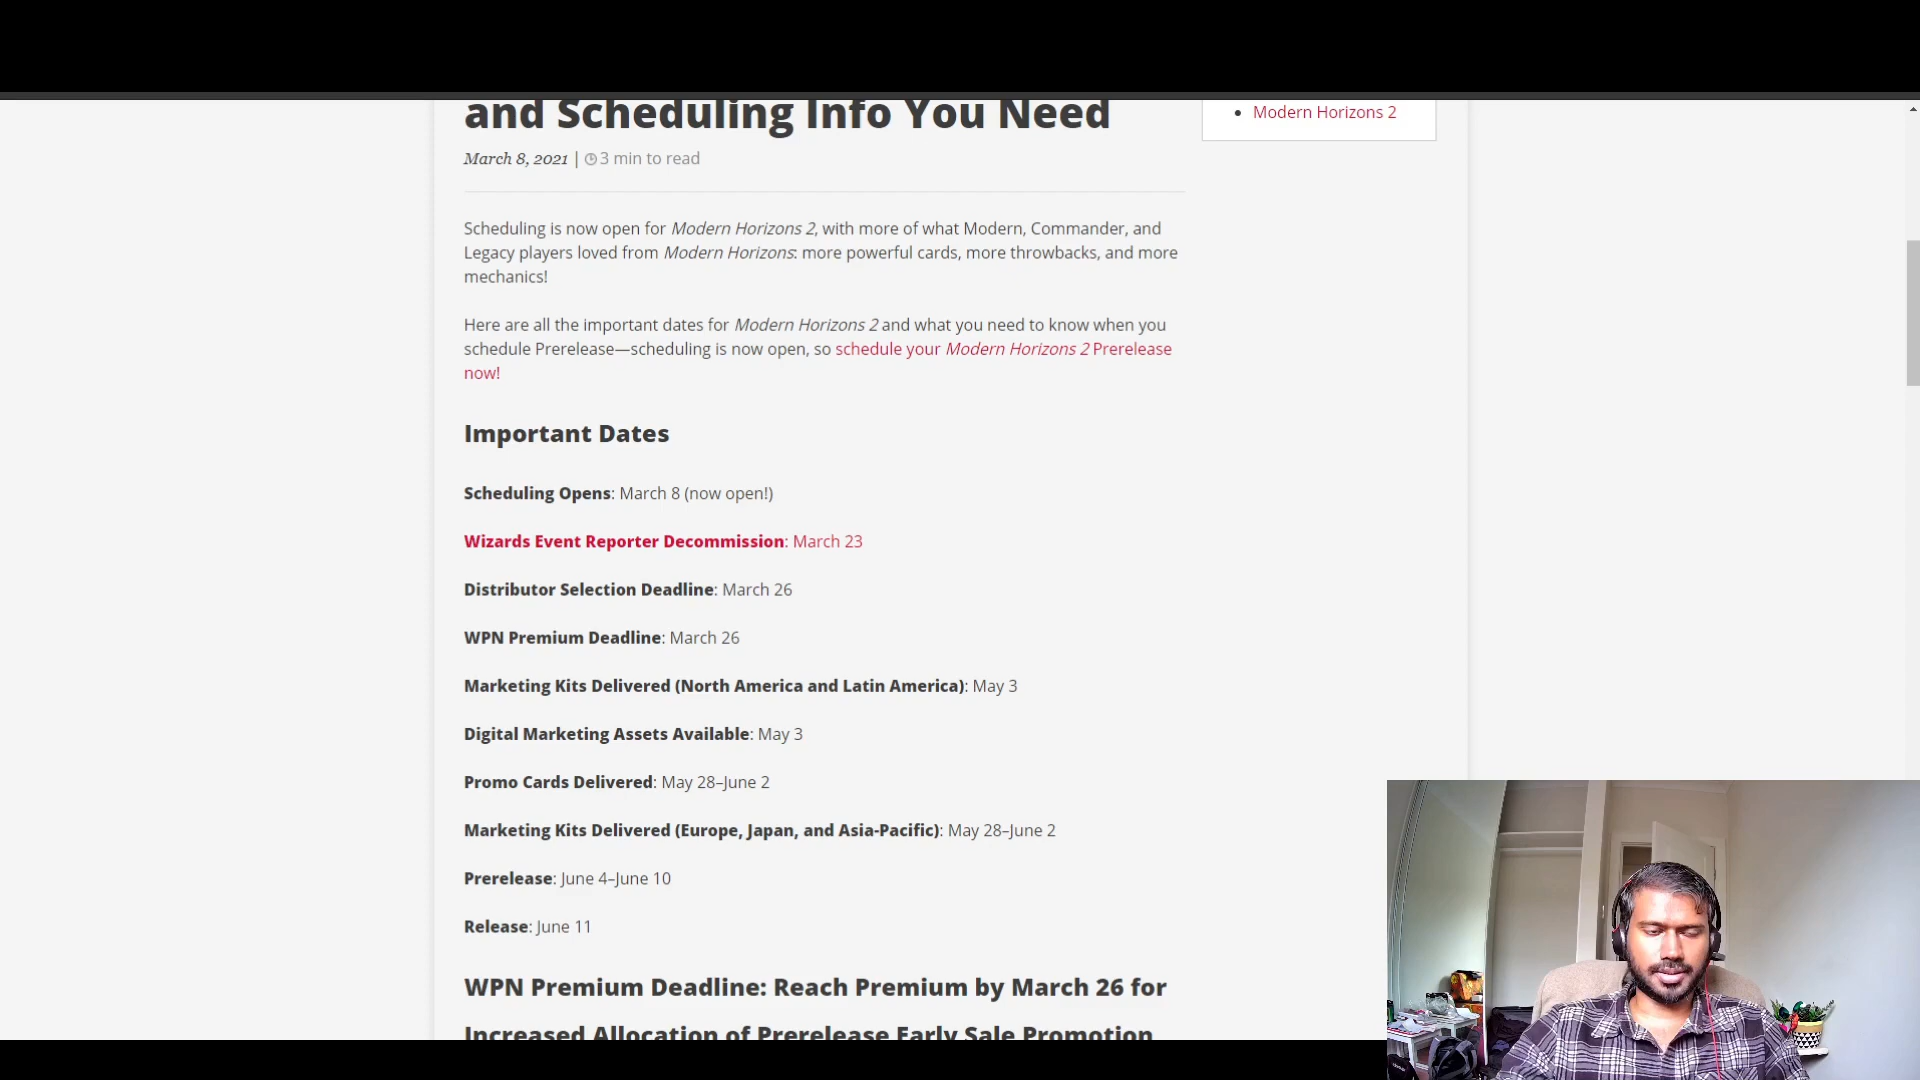 and Scheduling Info You Need
Modern Horizons 2
March 8, 2021 | 3 min to read
Scheduling is now open for Modern Horizons 2, with more of what Modern, Commander, and
Legacy players loved from Modern Horizons: more powerful cards, more throwbacks, and more
mechanics!
Here are all the important dates for Modern Horizons 2 and what you need to know when you
schedule Prerelease—scheduling is now open, so schedule your Modern Horizons 2 Prerelease
now!
Important Dates
Scheduling Opens: March 8 (now open!)
Wizards Event Reporter Decommission: March 23
Distributor Selection Deadline: March 26
WPN Premium Deadline: March 26
Marketing Kits Delivered (North America and Latin America): May 3
Digital Marketing Assets Available: May 3
Promo Cards Delivered: May 28–June 2
Marketing Kits Delivered (Europe, Japan, and Asia-Pacific): May 28–June 2
Prerelease: June 4–June 10
Release: June 11
WPN Premium Deadline: Reach Premium by March 26 for
Increased Allocation of Prerelease Early Sale Promotion